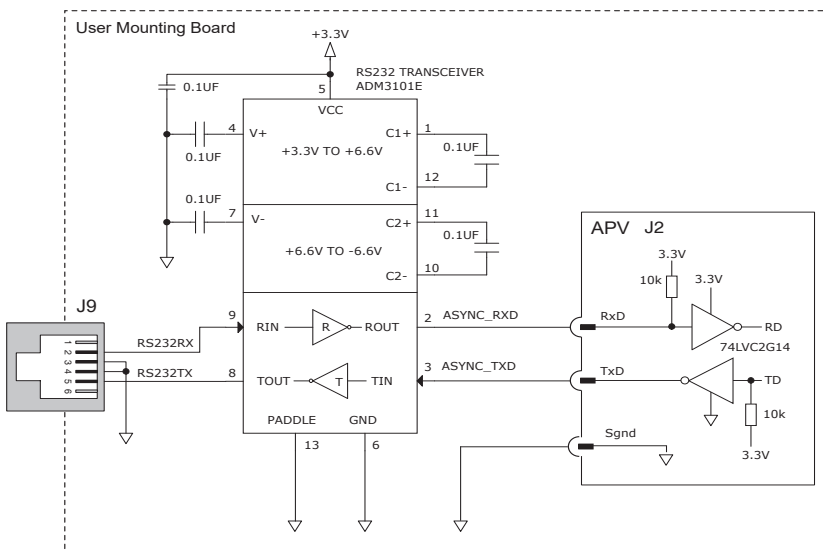 User Mounting Board
+3.3V
RS232 TRANSCEIVER
ADM3101E
0.1UF
5
VCC
4
V+
0.1UF
+3.3V TO +6.6V
C1+
1
0.1UF
C1-
12
0.1UF
7
V-
+6.6V TO -6.6V
C2+
11
0.1UF
C2-
10
APV J2
3.3V
10k
3.3V
J9
1
2
3
4
5
6
RS232RX
9
RIN
R
ROUT
2
ASYNC_RXD
RxD
RD
74LVC2G14
RS232TX
8
TOUT
T
TIN
3
ASYNC_TXD
TxD
TD
10k
3.3V
PADDLE
GND
13
6
Sgnd